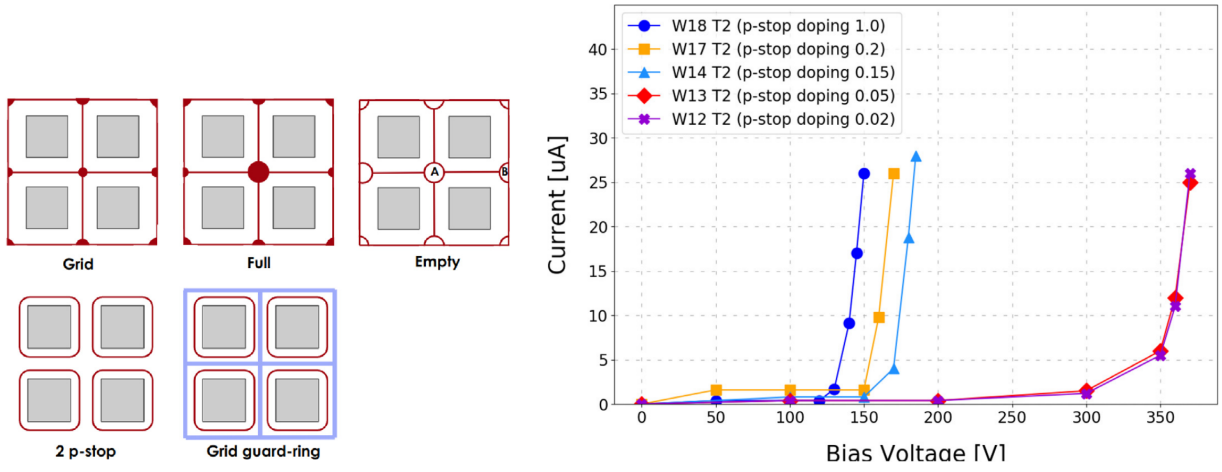 Grid
Full
A
B
Empty
2 p-stop
Grid guard-ring
W18 T2 (p-stop doping 1.0)
W17 T2 (p-stop doping 0.2)
W14 T2 (p-stop doping 0.15)
W13 T2 (p-stop doping 0.05)
W12 T2 (p-stop doping 0.02)
Current [uA]
40
35
30
25
20
15
10
5
0
0 50 100 150 200 250 300 350
Bias Voltage [V]